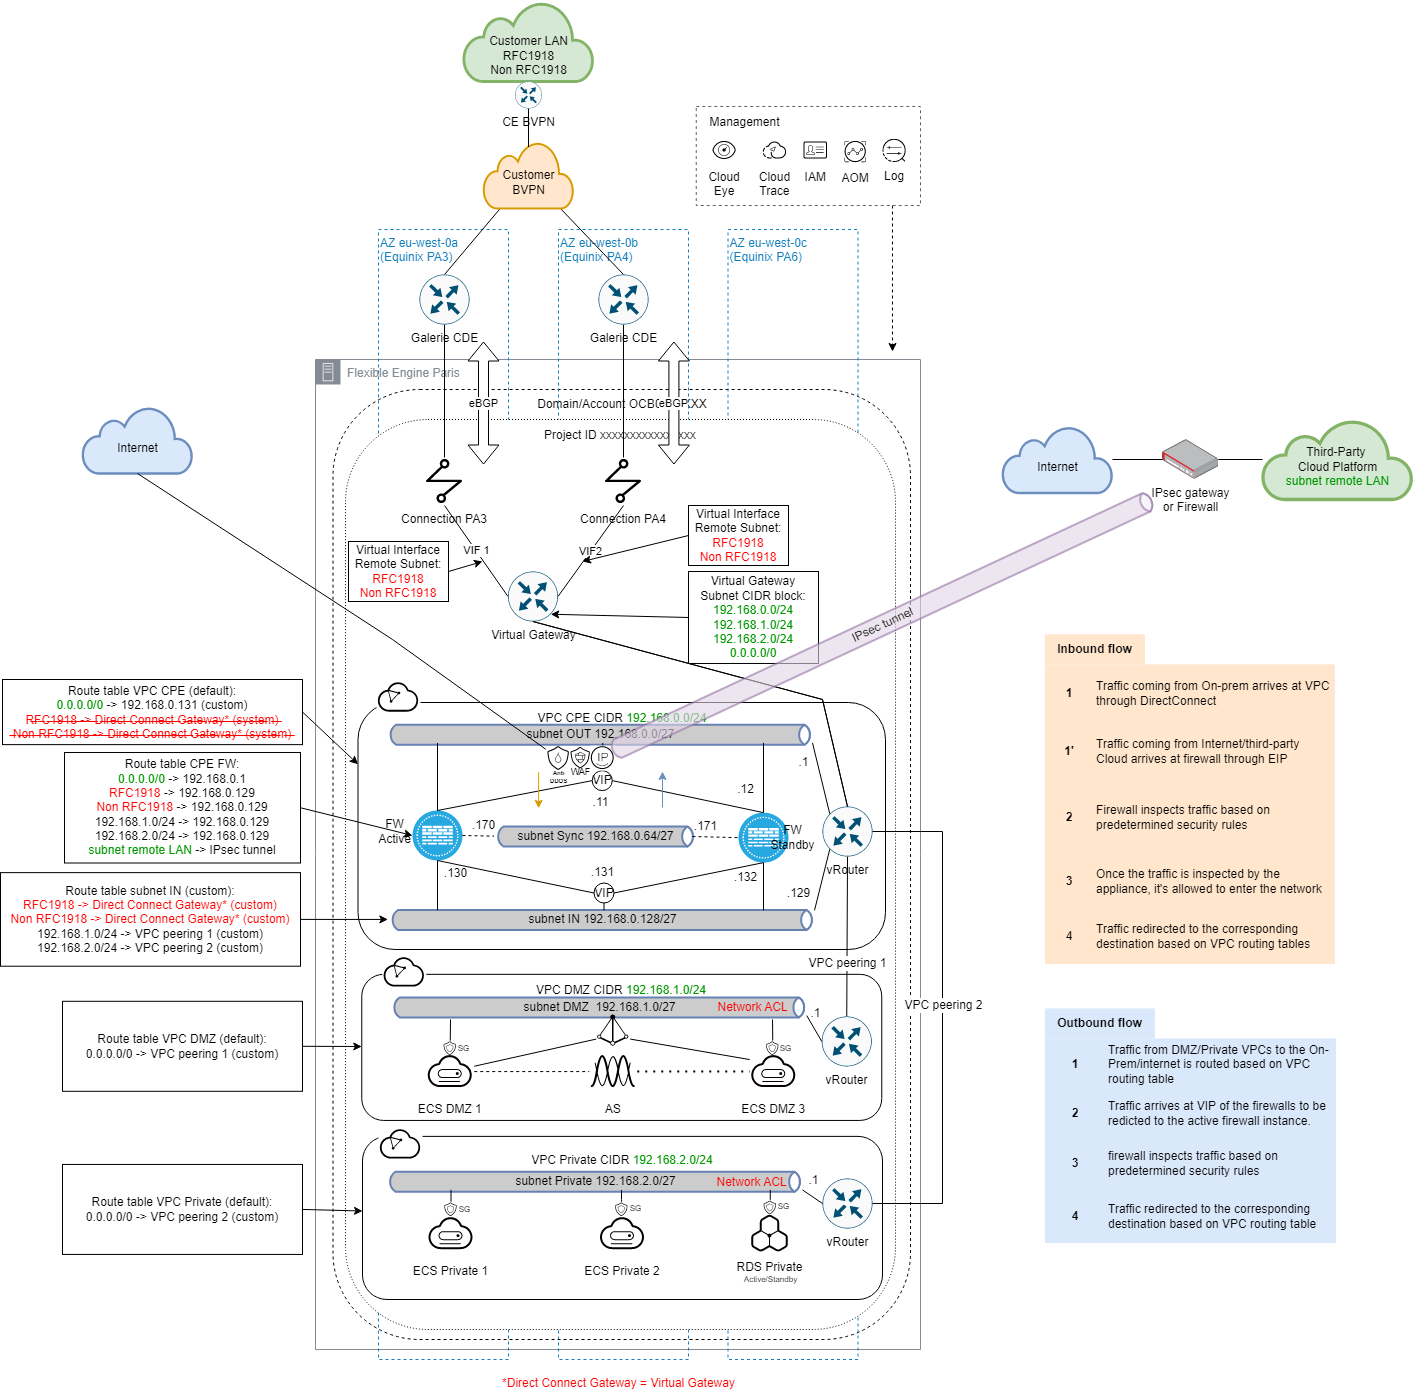 Customer LAN
RFC1918
Non RFC1918
CE BVPN
Customer
BVPN
Management
Cloud
Eye
Cloud
Trace
IAM
AOM
Log
AZ eu-west-0a
(Equinix PA3)
AZ eu-west-0b
(Equinix PA4)
AZ eu-west-0c
(Equinix PA6)
Galerie CDE
Galerie CDE
Flexible Engine Paris
eBGP
Domain/Account OCB
eBGP
XX
Project ID xxxxxxxxxxx xxx
Internet
Internet
IPsec gateway
or Firewall
Third-Party
Cloud Platform
subnet remote LAN
Connection PA3
Connection PA4
VIF 1
VIF2
Virtual Interface
Remote Subnet:
RFC1918
Non RFC1918
Virtual Interface
Remote Subnet:
RFC1918
Non RFC1918
Virtual Gateway
Virtual Gateway
Subnet CIDR block:
192.168.0.0/24
192.168.1.0/24
192.168.2.0/24
0.0.0.0/0
IPsec tunnel
Route table VPC CPE (default):
0.0.0.0/0 -> 192.168.0.131 (custom)
RFC1918 -> Direct Connect Gateway* (system)
Non RFC1918 -> Direct Connect Gateway* (system)
Route table CPE FW:
0.0.0.0/0 -> 192.168.0.1
RFC1918 -> 192.168.0.129
Non RFC1918 -> 192.168.0.129
192.168.1.0/24 -> 192.168.0.129
192.168.2.0/24 -> 192.168.0.129
subnet remote LAN -> IPsec tunnel
Route table subnet IN (custom):
RFC1918 -> Direct Connect Gateway* (custom)
Non RFC1918 -> Direct Connect Gateway* (custom)
192.168.1.0/24 -> VPC peering 1 (custom)
192.168.2.0/24 -> VPC peering 2 (custom)
Route table VPC DMZ (default):
0.0.0.0/0 -> VPC peering 1 (custom)
Route table VPC Private (default):
0.0.0.0/0 -> VPC peering 2 (custom)
VPC CPE CIDR 192.168.0.0/24
subnet OUT 192.168.0.0/27
.1
Anti
DDOS
WAF
IP
VIP
.11
.12
FW
Active
.170
subnet Sync 192.168.0.64/27
.171
FW
Standby
vRouter
.130
.131
.132
.129
VIP
subnet IN 192.168.0.128/27
VPC peering 1
VPC peering 2
VPC DMZ CIDR 192.168.1.0/24
subnet DMZ 192.168.1.0/27
Network ACL
.1
SG
SG
vRouter
ECS DMZ 1
AS
ECS DMZ 3
VPC Private CIDR 192.168.2.0/24
subnet Private 192.168.2.0/27
Network ACL
.1
SG
SG
SG
vRouter
ECS Private 1
ECS Private 2
RDS Private
Active/Standby
*Direct Connect Gateway = Virtual Gateway
Inbound flow
1
Traffic coming from On-prem arrives at VPC
through DirectConnect
1'
Traffic coming from Internet/third-party
Cloud arrives at firewall through EIP
2
Firewall inspects traffic based on
predetermined security rules
3
Once the traffic is inspected by the
appliance, it's allowed to enter the network
4
Traffic redirected to the corresponding
destination based on VPC routing tables
Outbound flow
1
Traffic from DMZ/Private VPCs to the On-
Prem/internet is routed based on VPC
routing table
2
Traffic arrives at VIP of the firewalls to be
redicted to the active firewall instance.
3
firewall inspects traffic based on
predetermined security rules
4
Traffic redirected to the corresponding
destination based on VPC routing table